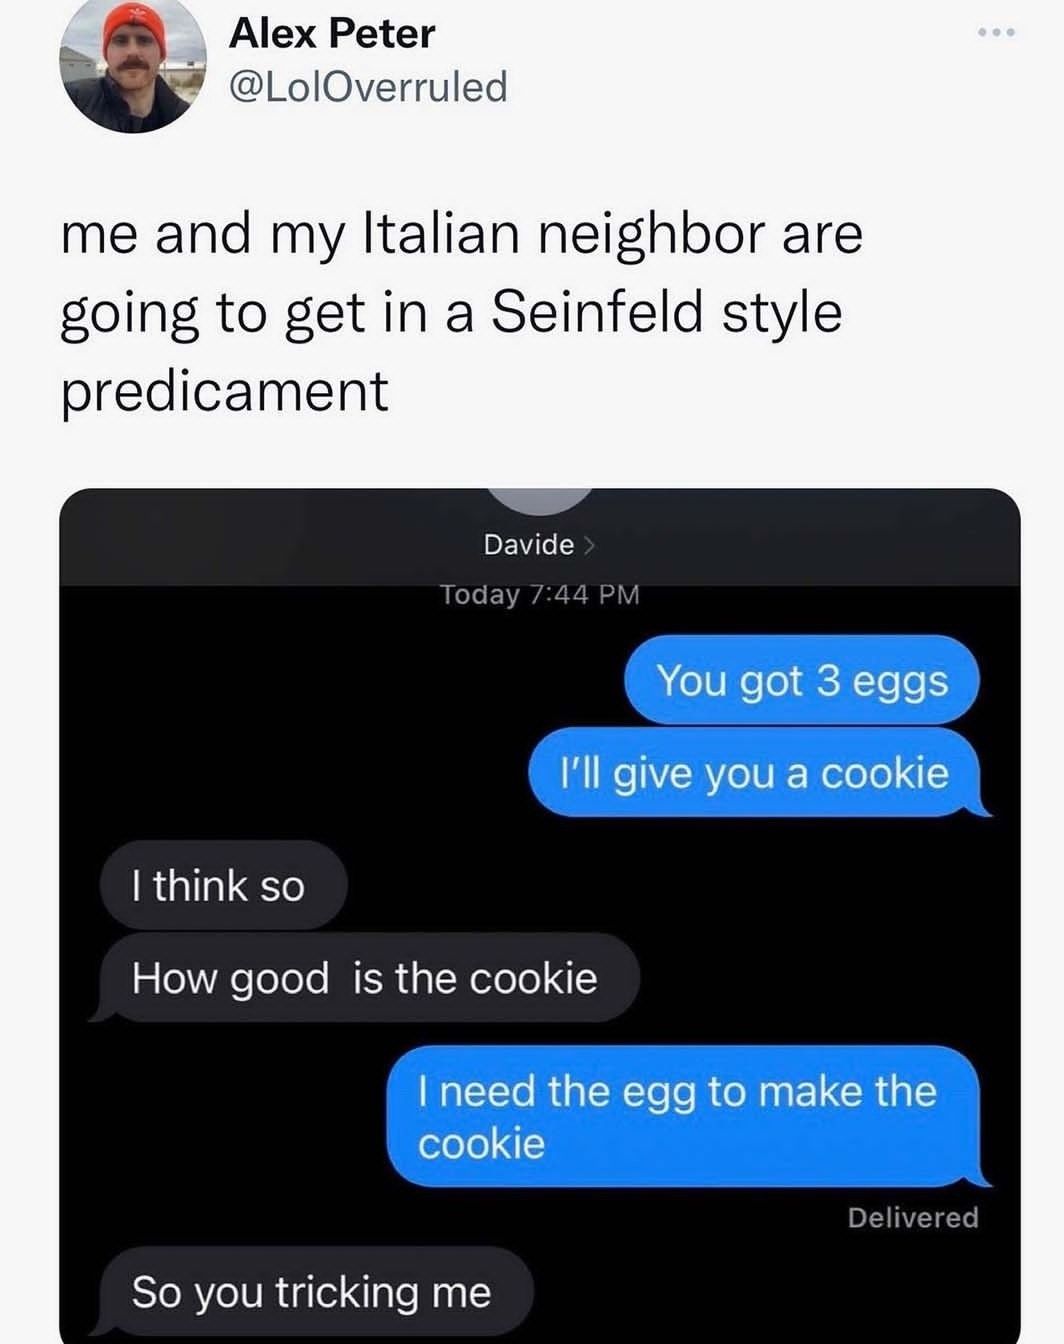 Alex Peter
@LolOverruled
me and my Italian neighbor are
going to get in a Seinfeld style
predicament
Davide >
Today 7:44 PM
You got 3 eggs
I'll give you a cookie
I think so
How good  is the cookie
I need the egg to make the
cookie
Delivered
So you tricking me